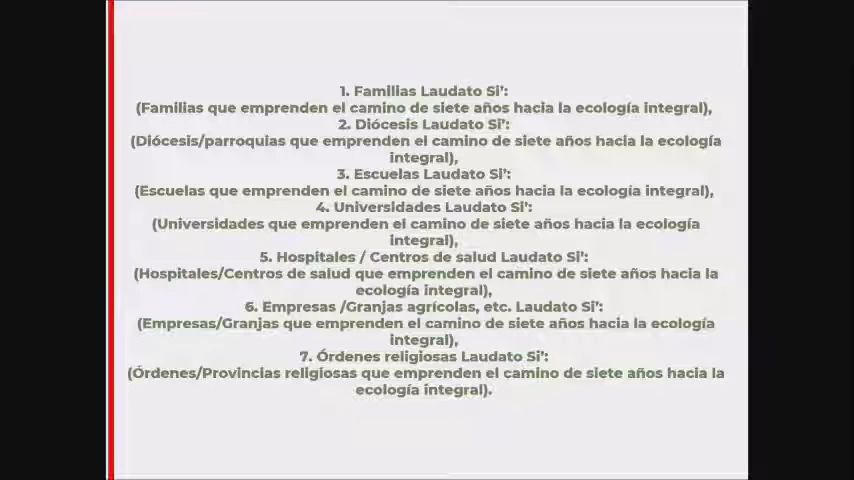 1. Familias Laudato Si’:
(Familias que emprenden el camino de siete años hacia la ecología integral),
2. Diócesis Laudato Si’:
(Diócesis/parroquias que emprenden el camino de siete años hacia la ecología
integral),
3. Escuelas Laudato Si’:
(Escuelas que emprenden el camino de siete años hacia la ecología integral),
4. Universidades Laudato Si’:
(Universidades que emprenden el camino de siete años hacia la ecología
integral),
5. Hospitales / Centros de salud Laudato Si’:
(Hospitales/Centros de salud que emprenden el camino de siete años hacia la
ecología integral),
6. Empresas /Granjas agrícolas, etc. Laudato Si’:
(Empresas/Granjas que emprenden el camino de siete años hacia la ecología
integral),
7. Órdenes religiosas Laudato Si’:
(Órdenes/Provincias religiosas que emprenden el camino de siete años hacia la
ecología integral).